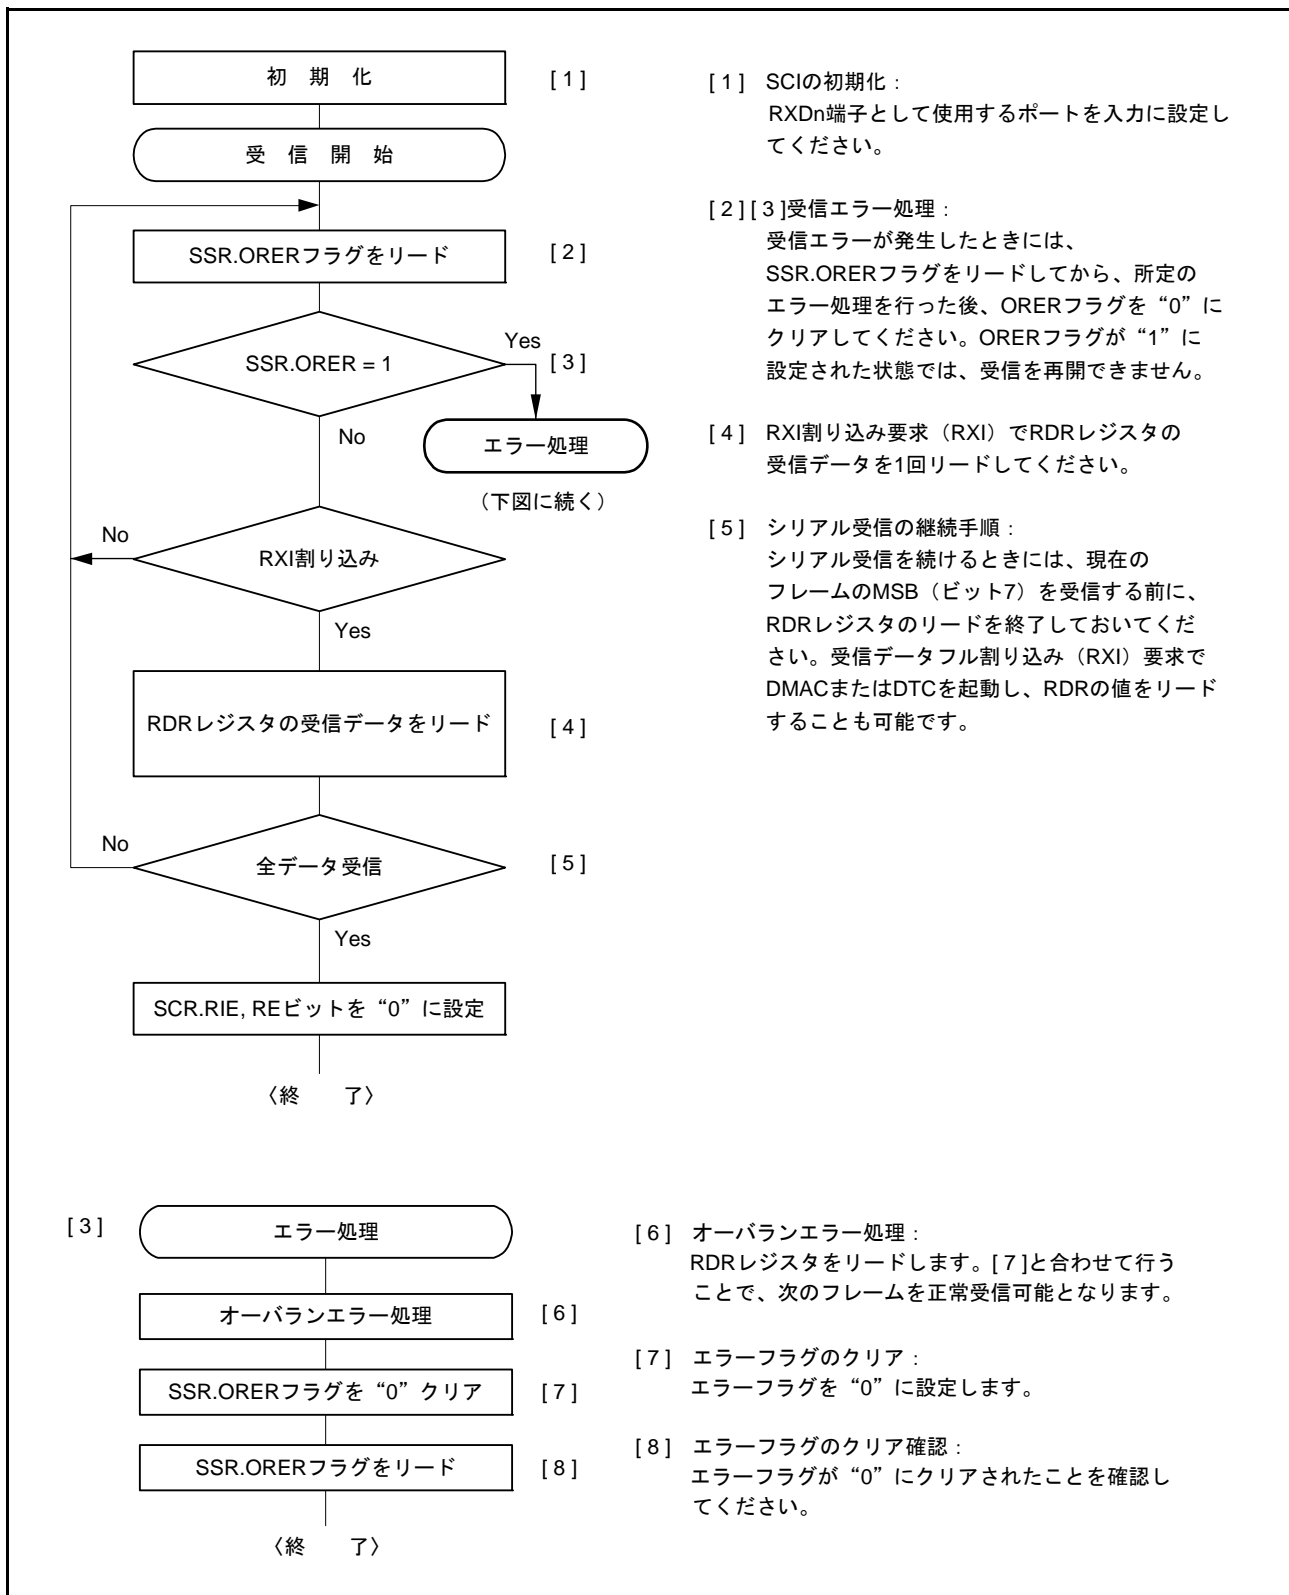 初 期 化
[ 1 ]
受 信 開 始
SSR.ORERフラグをリード
[ 2 ]
SSR.ORER = 1
Yes
[ 3 ]
No
エラー処理
（下図に続く）
No
RXI割り込み
Yes
RDRレジスタの受信データをリード
[ 4 ]
No
全データ受信
[ 5 ]
Yes
SCR.RIE, REビットを“0”に設定
〈終 了〉
[ 1 ] SCIの初期化：
RXDn端子として使用するポートを入力に設定し
てください。
[ 2 ] [ 3 ]受信エラー処理：
受信エラーが発生したときには、
SSR.ORERフラグをリードしてから、所定の
エラー処理を行った後、ORERフラグを“0”に
クリアしてください。ORERフラグが“1”に
設定された状態では、受信を再開できません。
[ 4 ] RXI割り込み要求（RXI）でRDRレジスタの
受信データを1回リードしてください。
[ 5 ] シリアル受信の継続手順：
シリアル受信を続けるときには、現在の
フレームのMSB（ビット7）を受信する前に、
RDRレジスタのリードを終了しておいてくだ
さい。受信データフル割り込み（RXI）要求で
DMACまたはDTCを起動し、RDRの値をリード
することも可能です。
[ 3 ]
エラー処理
オーバランエラー処理
[ 6 ]
SSR.ORERフラグを“0”クリア
[ 7 ]
SSR.ORERフラグをリード
[ 8 ]
〈終 了〉
[ 6 ] オーバランエラー処理：
RDRレジスタをリードします。[ 7 ]と合わせて行う
ことで、次のフレームを正常受信可能となります。
[ 7 ] エラーフラグのクリア：
エラーフラグを“0”に設定します。
[ 8 ] エラーフラグのクリア確認：
エラーフラグが“0”にクリアされたことを確認し
てください。